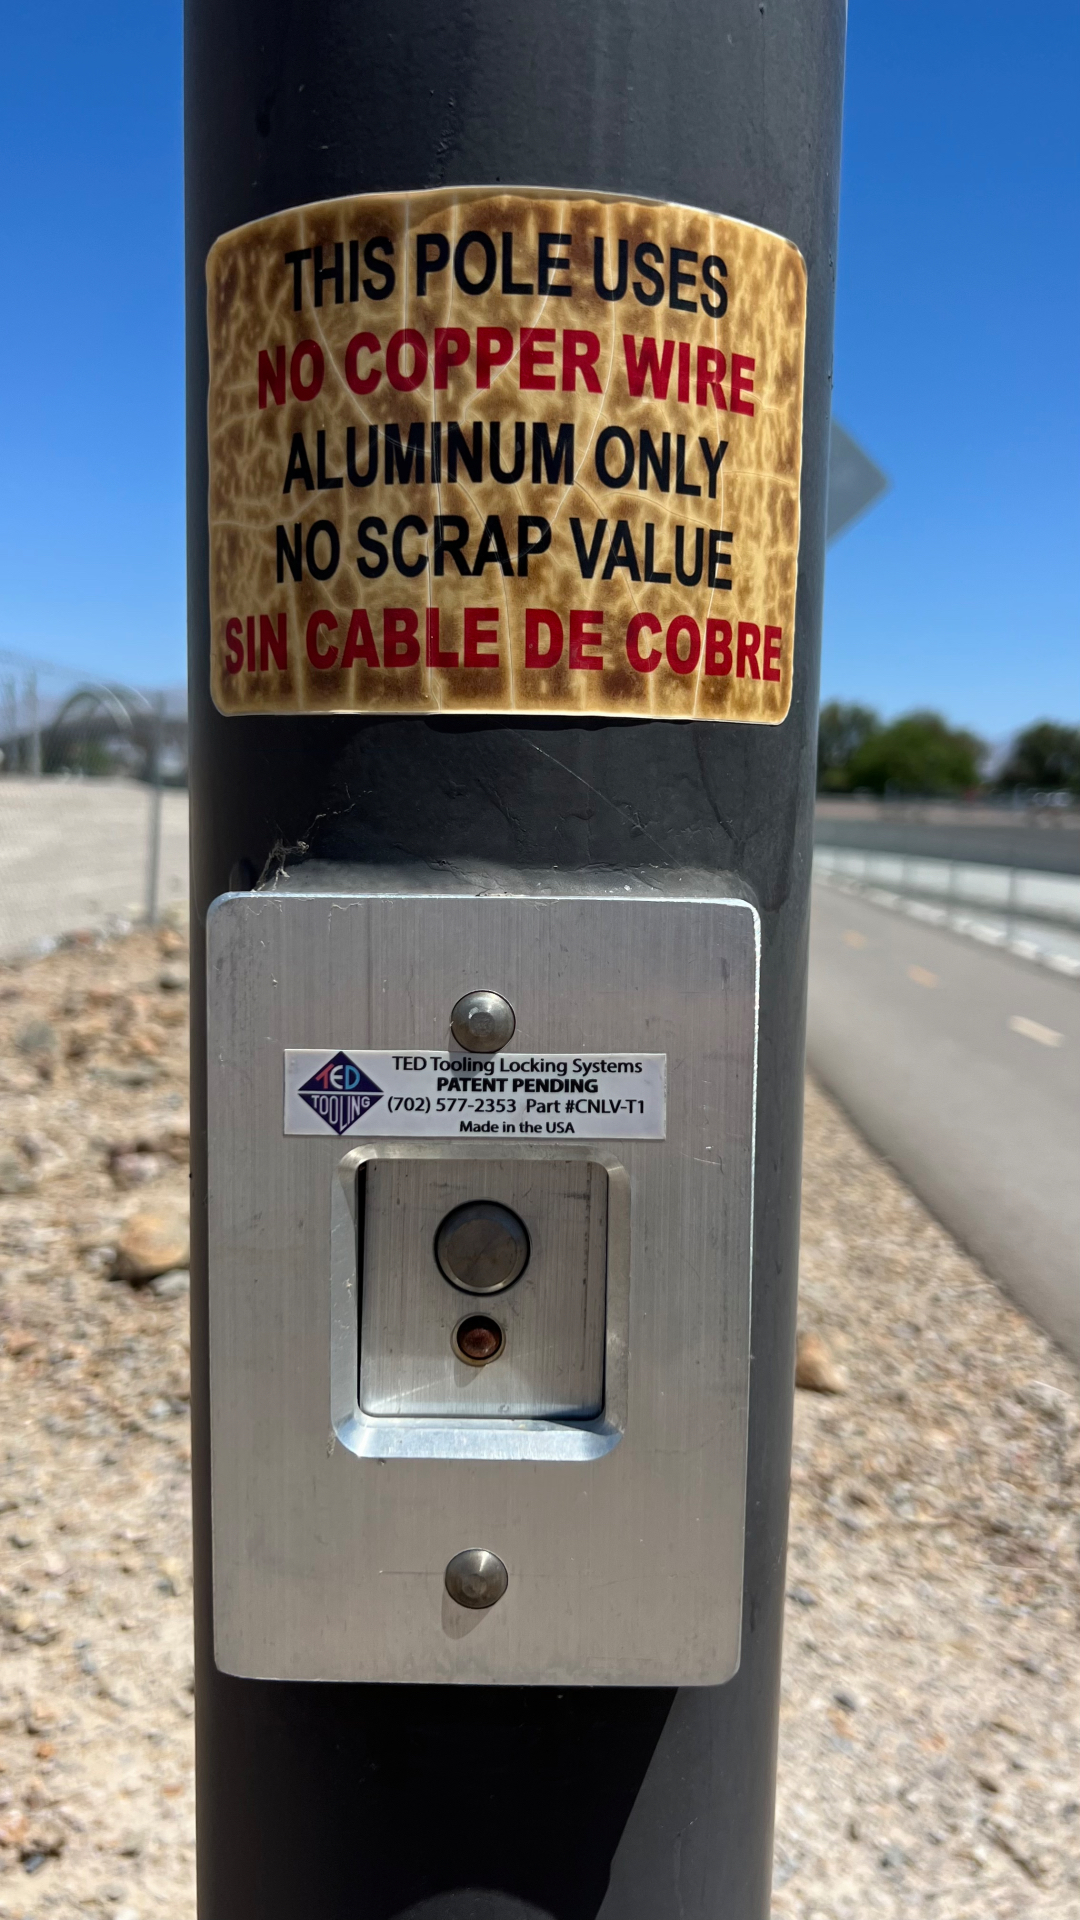 THIS POLE USES
NO COPPER WIRE
ALUMINUM ONLY
NO SCRAP VALUE
SIN CABLE DE COBRE
TED
TOOLING
TED Tooling Locking Systems
PATENT PENDING
(702) 577-2353 Part #CNLV-T1
Made in the USA